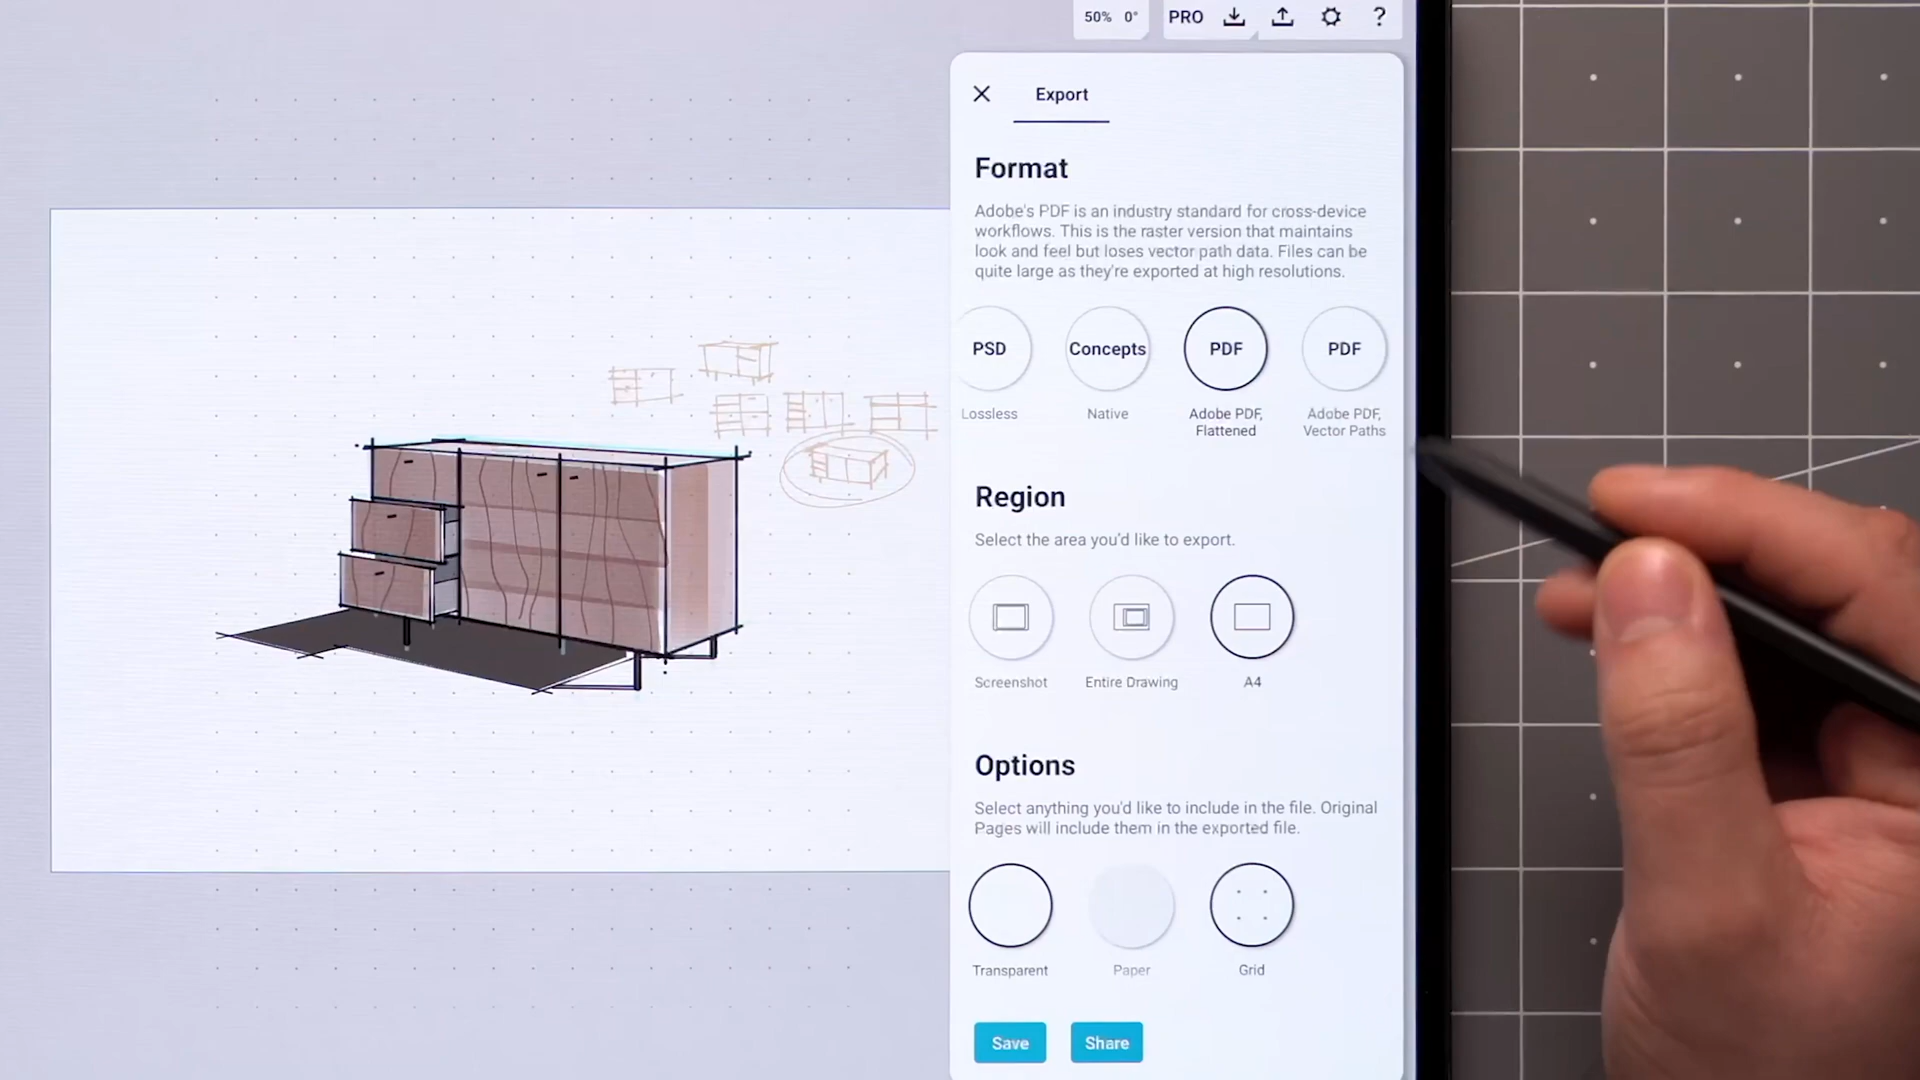 50% 0° PRO ?
Export
Format
Adobe's PDF is an industry standard for cross-device
workflows. This is the raster version that maintains
look and feel but loses vector path data. Files can be
quite large as they're exported at high resolutions.
PSD Concepts PDF PDF
Lossless Native Adobe PDF, Adobe PDF,
Flattened Vector Paths
Region
Select the area you'd like to export.
Screenshot Entire Drawing A4
Options
Select anything you'd like to include in the file. Original
Pages will include them in the exported file.
Transparent Paper Grid
Save Share